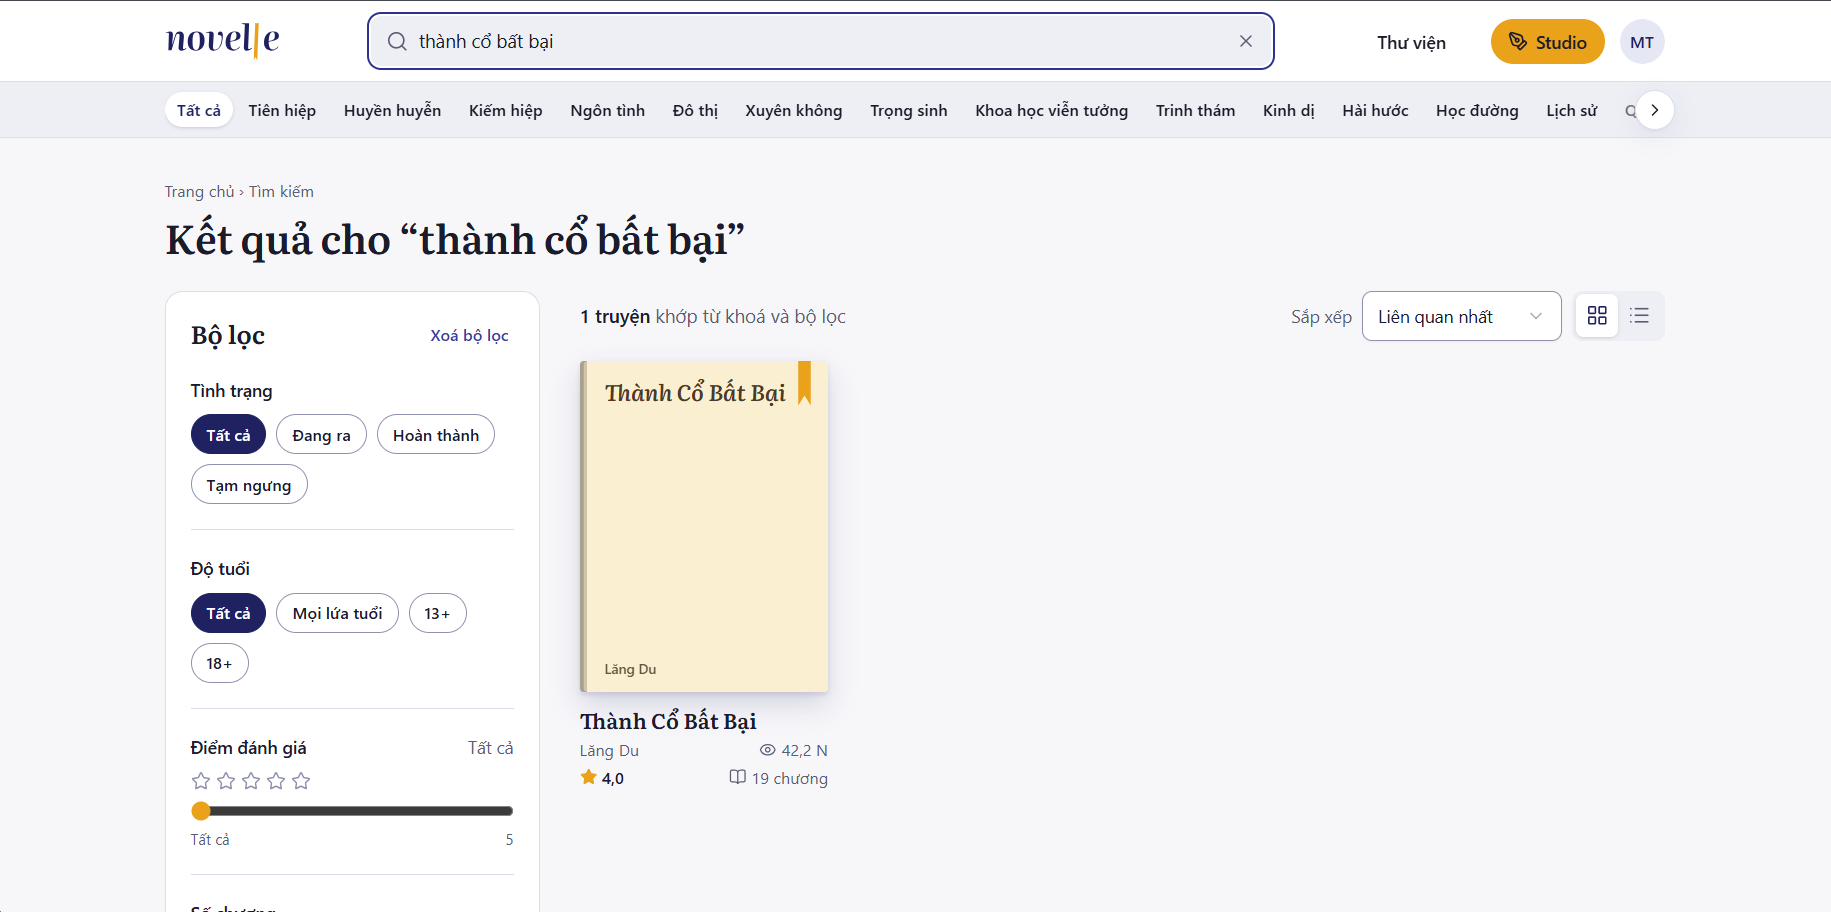 novelle
thành cổ bất bại
Thư viện
Studio
MT
Tất cả
Tiên hiệp
Huyền huyễn
Kiếm hiệp
Ngôn tình
Đô thị
Xuyên không
Trọng sinh
Khoa học viễn tưởng
Trinh thám
Kinh dị
Hài hước
Học đường
Lịch sử
Trang chủ › Tìm kiếm
Kết quả cho “thành cổ bất bại”
Bộ lọc
Xoá bộ lọc
Tình trạng
Tất cả
Đang ra
Hoàn thành
Tạm ngưng
Độ tuổi
Tất cả
Mọi lứa tuổi
13+
18+
Điểm đánh giá
Tất cả
Tất cả
5
1 truyện khớp từ khoá và bộ lọc
Sắp xếp
Liên quan nhất
Thành Cổ Bất Bại
Lăng Du
Thành Cổ Bất Bại
Lăng Du
42,2 N
4,0
19 chương